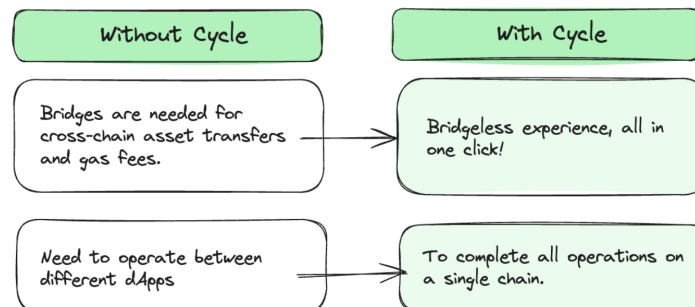 Without Cycle
With Cycle
Bridges are needed for
cross-chain asset transfers
and gas fees.
Bridgeless experience, all in
one click!
Need to operate between
different dApps
To complete all operations on
a single chain.